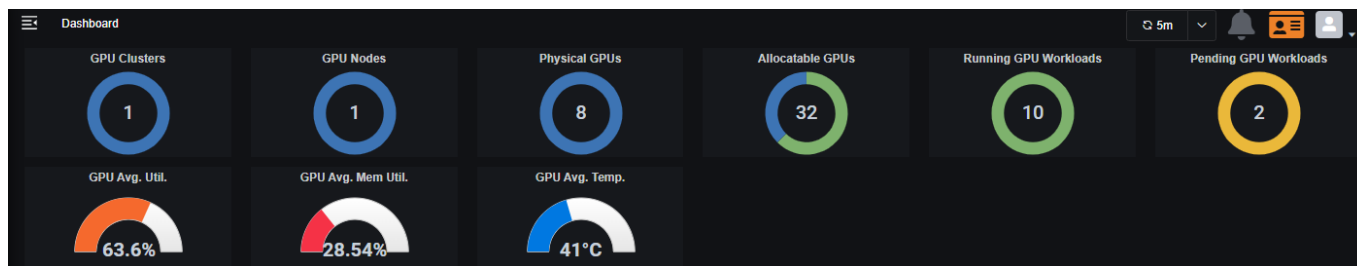 Dashboard
5m
GPU Clusters
GPU Nodes
Physical GPUs
Allocatable GPUs
Running GPU Workloads
Pending GPU Workloads
1
1
8
32
10
2
GPU Avg. Util.
GPU Avg. Mem Util.
GPU Avg. Temp.
63.6%
28.54%
41°C